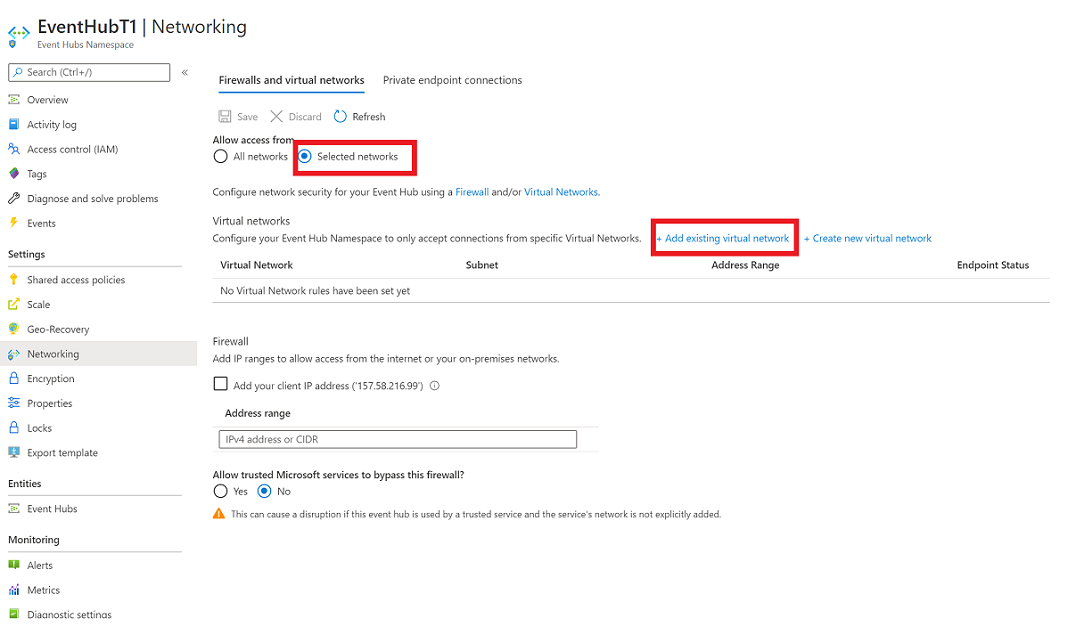 EventHubT1 | Networking
Event Hubs Namespace
Search (Ctrl+/)
«
Overview
Activity log
Access control (IAM)
Tags
Diagnose and solve problems
Events
Settings
Shared access policies
Scale
Geo-Recovery
Networking
Encryption
Properties
Locks
Export template
Entities
Event Hubs
Monitoring
Alerts
Metrics
Diagnostic settings
Firewalls and virtual networks Private endpoint connections
Save Discard Refresh
Allow access from
All networks Selected networks
Configure network security for your Event Hub using a Firewall and/or Virtual Networks.
Virtual networks
Configure your Event Hub Namespace to only accept connections from specific Virtual Networks. + Add existing virtual network + Create new virtual network
Virtual Network Subnet Address Range Endpoint Status
No Virtual Network rules have been set yet
Firewall
Add IP ranges to allow access from the internet or your on-premises networks.
Add your client IP address ('157.58.216.99')
Address range
IPv4 address or CIDR
Allow trusted Microsoft services to bypass this firewall?
Yes No
This can cause a disruption if this event hub is used by a trusted service and the service's network is not explicitly added.